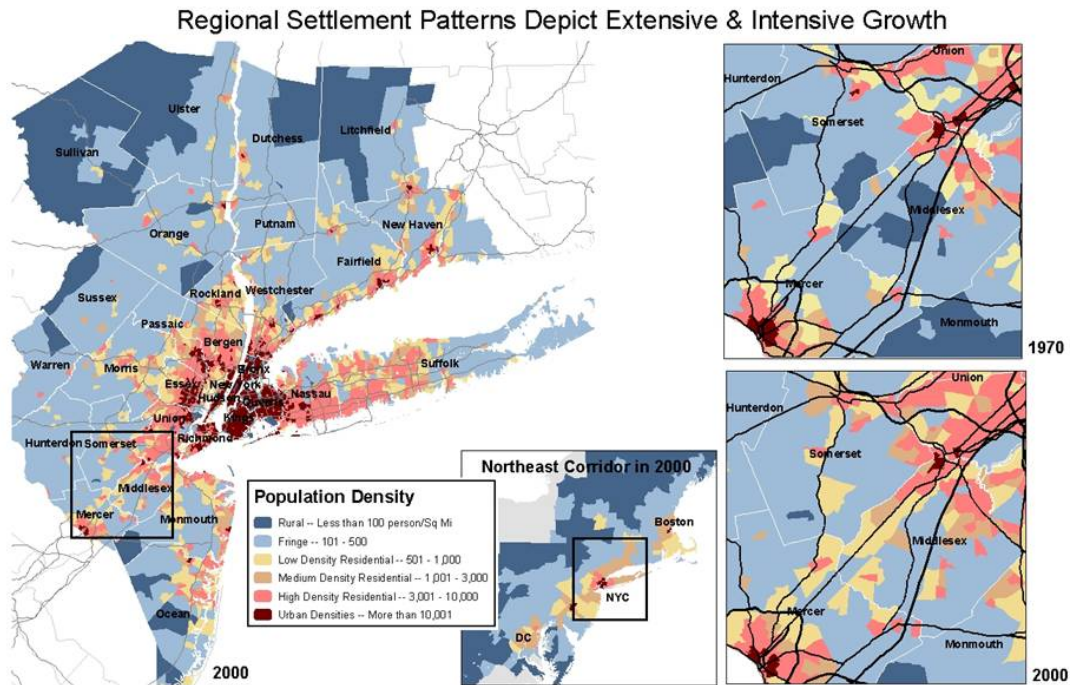 Regional Settlement Patterns Depict Extensive & Intensive Growth
Ulster
Dutchess
Litchfield
Sullivan
Putnam
New Haven
Orange
Fairfield
Sussex
Rockland
Westchester
Passaic
Bergen
Warren
Morris
Bronx
Suffolk
Essex
New York
Hudson
Queens
Nassau
Kings
Union
Richmond
Hunterdon
Somerset
Middlesex
Mercer
Monmouth
Ocean
2000
Population Density
Rural -- Less than 100 person/Sq Mi
Fringe -- 101 - 500
Low Density Residential -- 501 - 1,000
Medium Density Residential -- 1,001 - 3,000
High Density Residential -- 3,001 - 10,000
Urban Densities -- More than 10,001
Northeast Corridor in 2000
Boston
NYC
DC
Union
Hunterdon
Somerset
Middlesex
Mercer
Monmouth
1970
Union
Hunterdon
Somerset
Middlesex
Mercer
Monmouth
2000